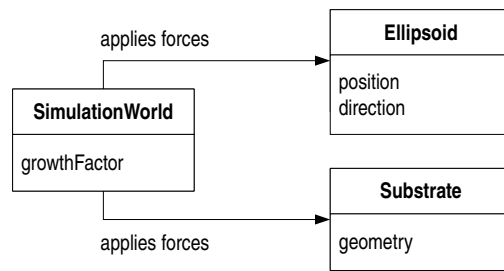 applies forces
Ellipsoid
position
direction
SimulationWorld
growthFactor
Substrate
geometry
applies forces